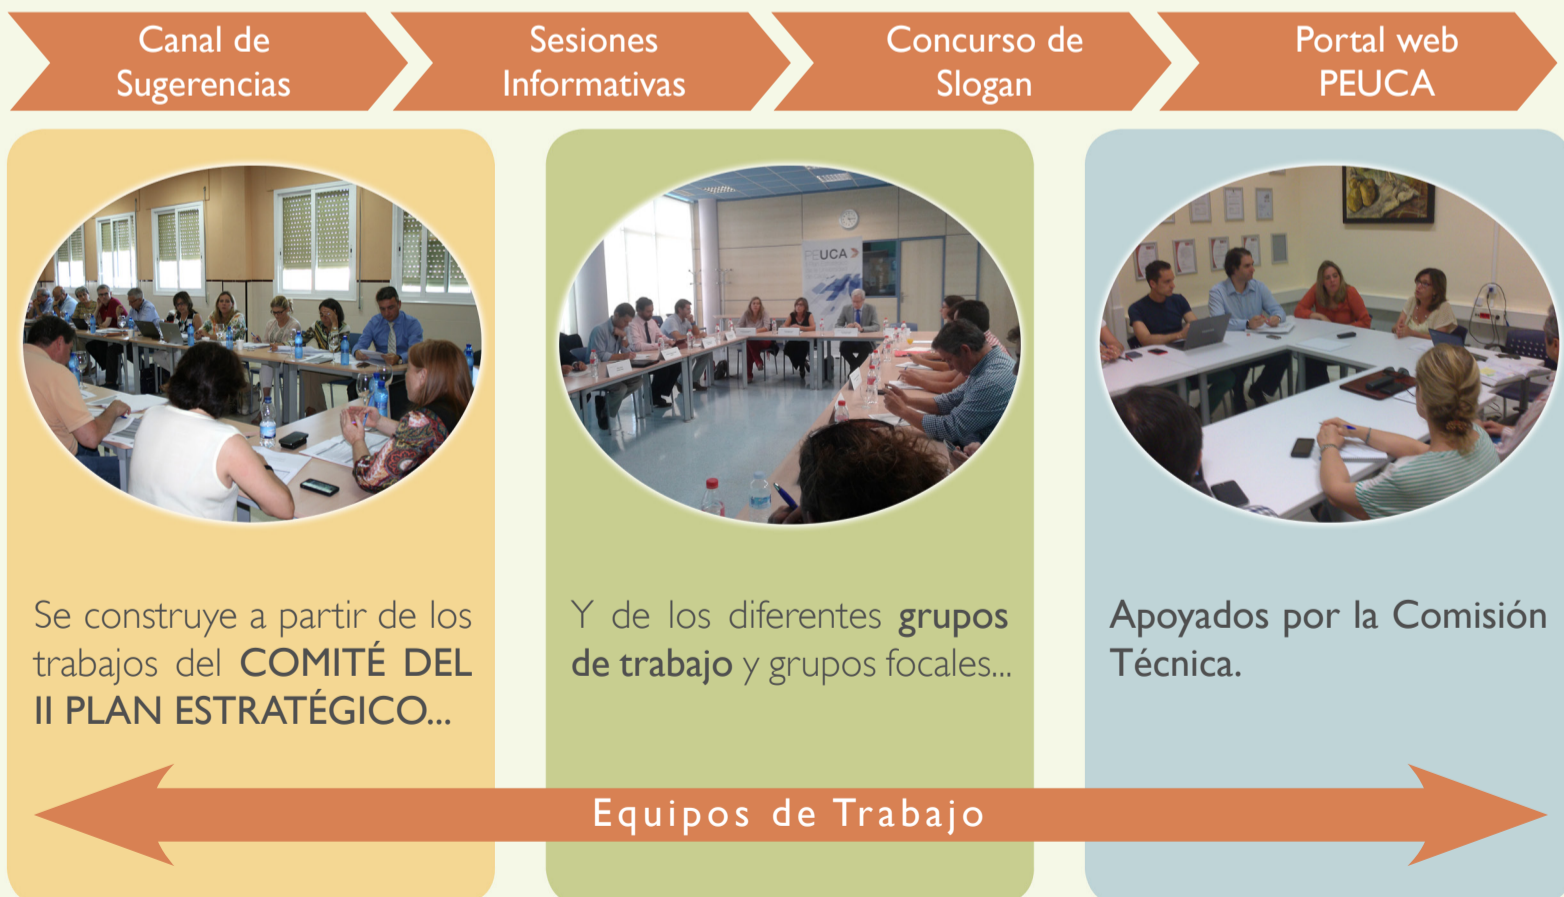 Canal de
Sugerencias
Sesiones
Informativas
Concurso de
Slogan
Portal web
PEUCA
PEUCA
Se construye a partir de los
trabajos del COMITÉ DEL
II PLAN ESTRATÉGICO...
Y de los diferentes grupos
de trabajo y grupos focales...
Apoyados por la Comisión
Técnica.
Equipos de Trabajo